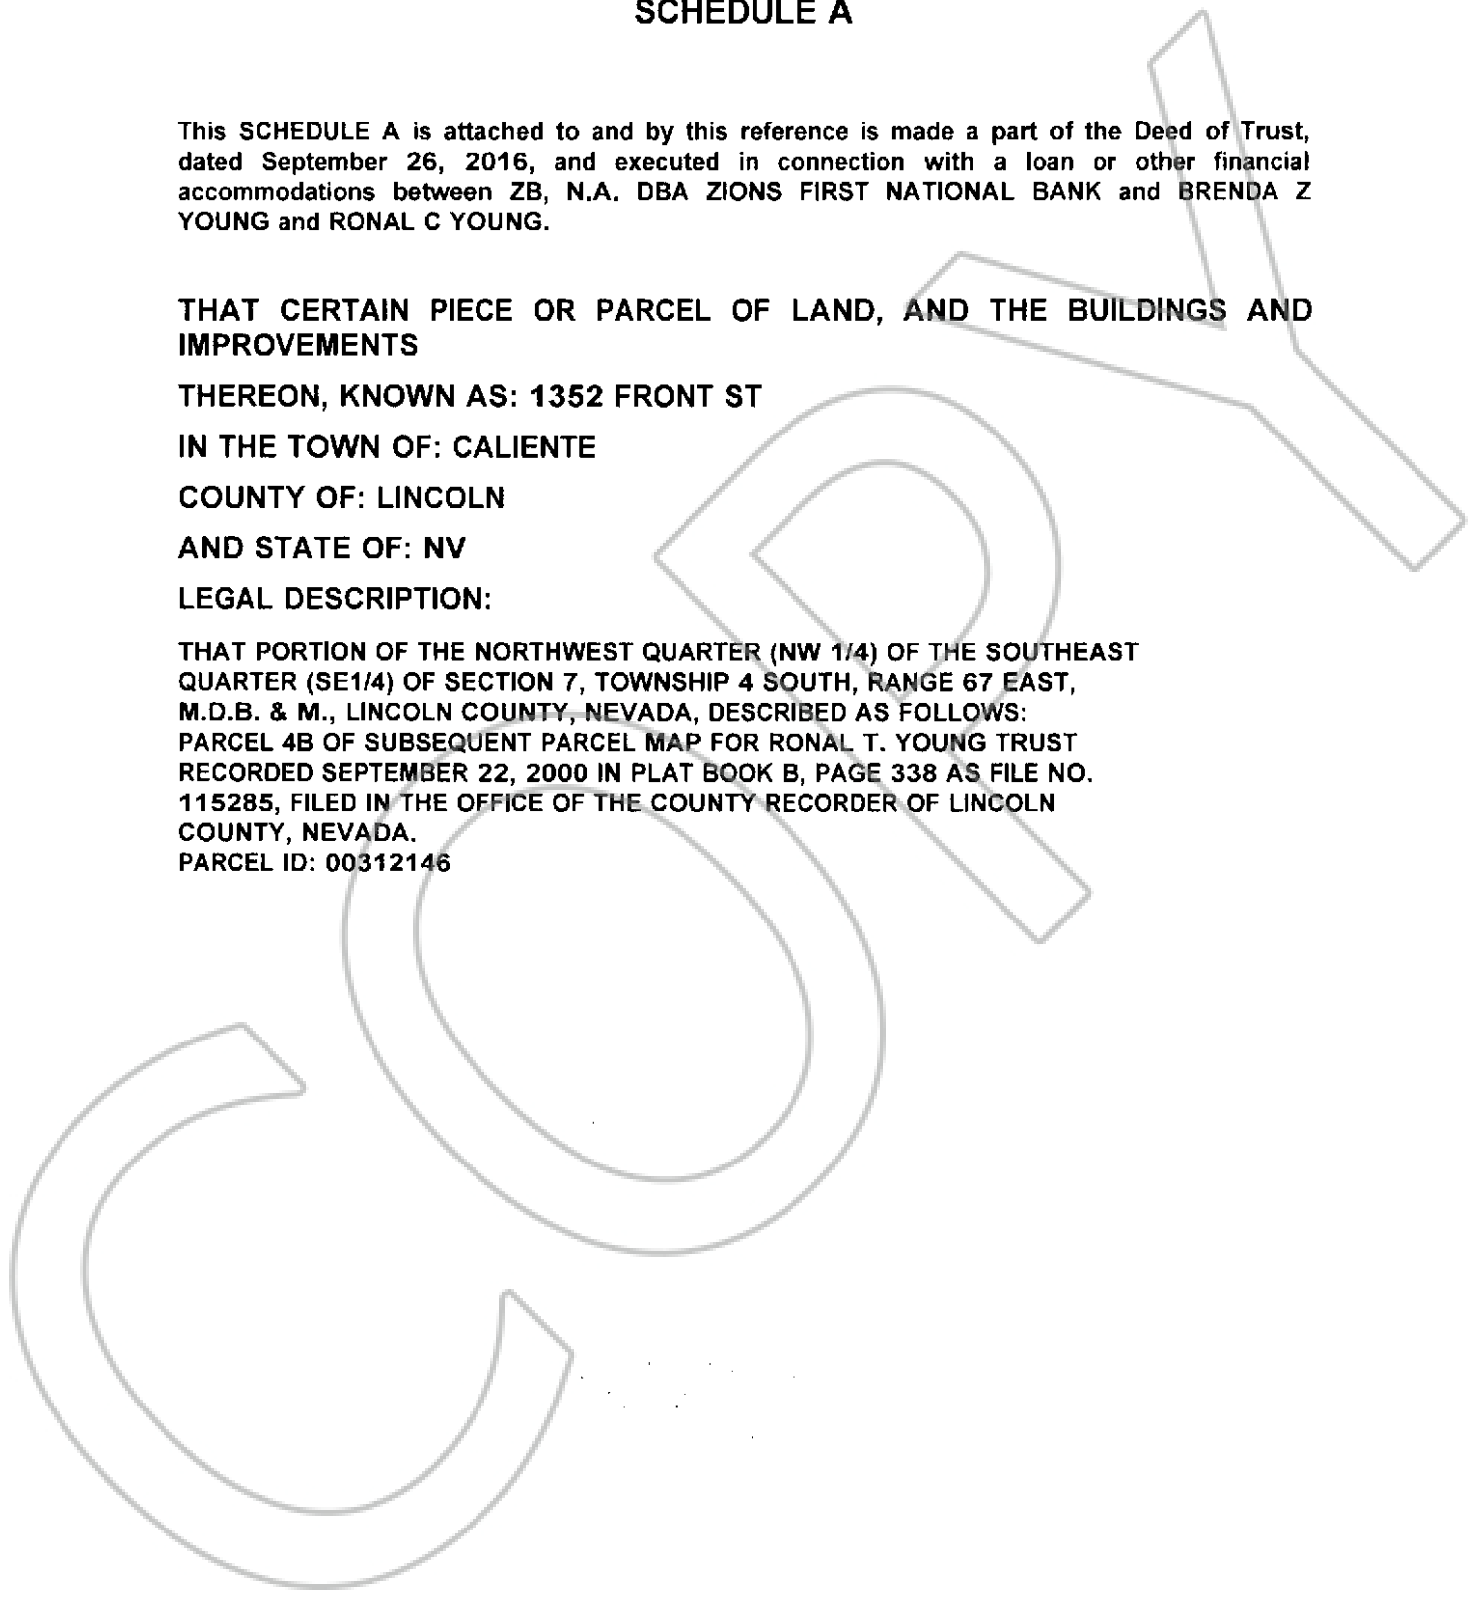 SCHEDULE A
This SCHEDULE A is attached to and by this reference is made a part of the Deed of Trust,
dated September 26, 2016, and executed in connection with a loan or other financial
accommodations between ZB, N.A. DBA ZIONS FIRST NATIONAL BANK and BRENDA Z
YOUNG and RONAL C YOUNG.
THAT CERTAIN PIECE OR PARCEL OF LAND, AND THE BUILDINGS AND
IMPROVEMENTS
THEREON, KNOWN AS: 1352 FRONT ST
IN THE TOWN OF: CALIENTE
COUNTY OF: LINCOLN
AND STATE OF: NV
LEGAL DESCRIPTION:
THAT PORTION OF THE NORTHWEST QUARTER (NW 1/4) OF THE SOUTHEAST
QUARTER (SE1/4) OF SECTION 7, TOWNSHIP 4 SOUTH, RANGE 67 EAST,
M.D.B. & M., LINCOLN COUNTY, NEVADA, DESCRIBED AS FOLLOWS:
PARCEL 4B OF SUBSEQUENT PARCEL MAP FOR RONAL T. YOUNG TRUST
RECORDED SEPTEMBER 22, 2000 IN PLAT BOOK B, PAGE 338 AS FILE NO.
115285, FILED IN THE OFFICE OF THE COUNTY RECORDER OF LINCOLN
COUNTY, NEVADA.
PARCEL ID: 00312146
COPY